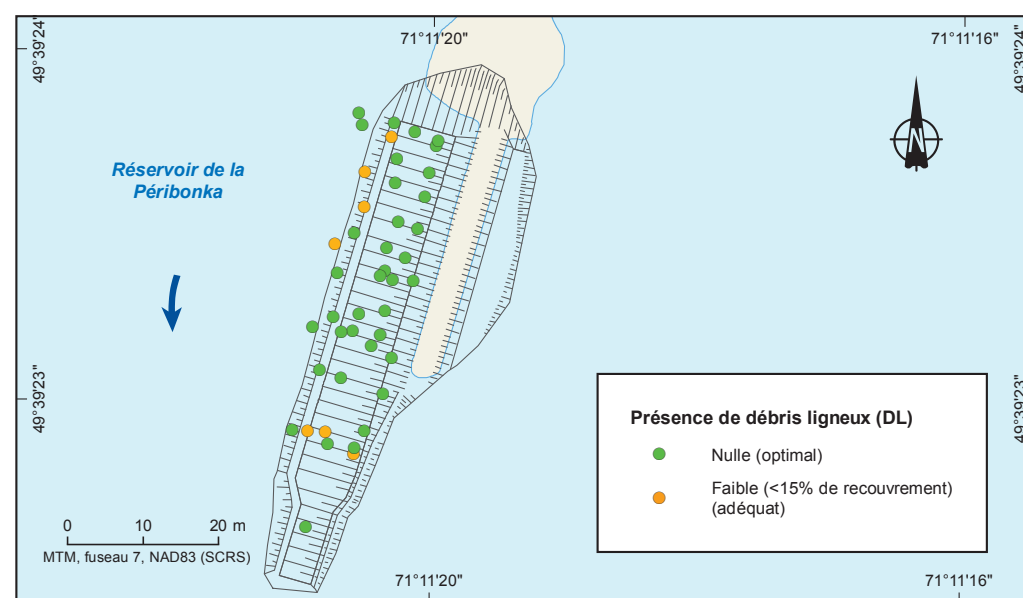 71°11'20"
71°11'16"
49°39'24"
49°39'24"
N
Réservoir de la
Péribonka
49°39'23"
49°39'23"
Présence de débris ligneux (DL)
Nulle (optimal)
Faible (<15% de recouvrement)
(adéquat)
0 10 20 m
MTM, fuseau 7, NAD83 (SCRS)
71°11'20"
71°11'16"